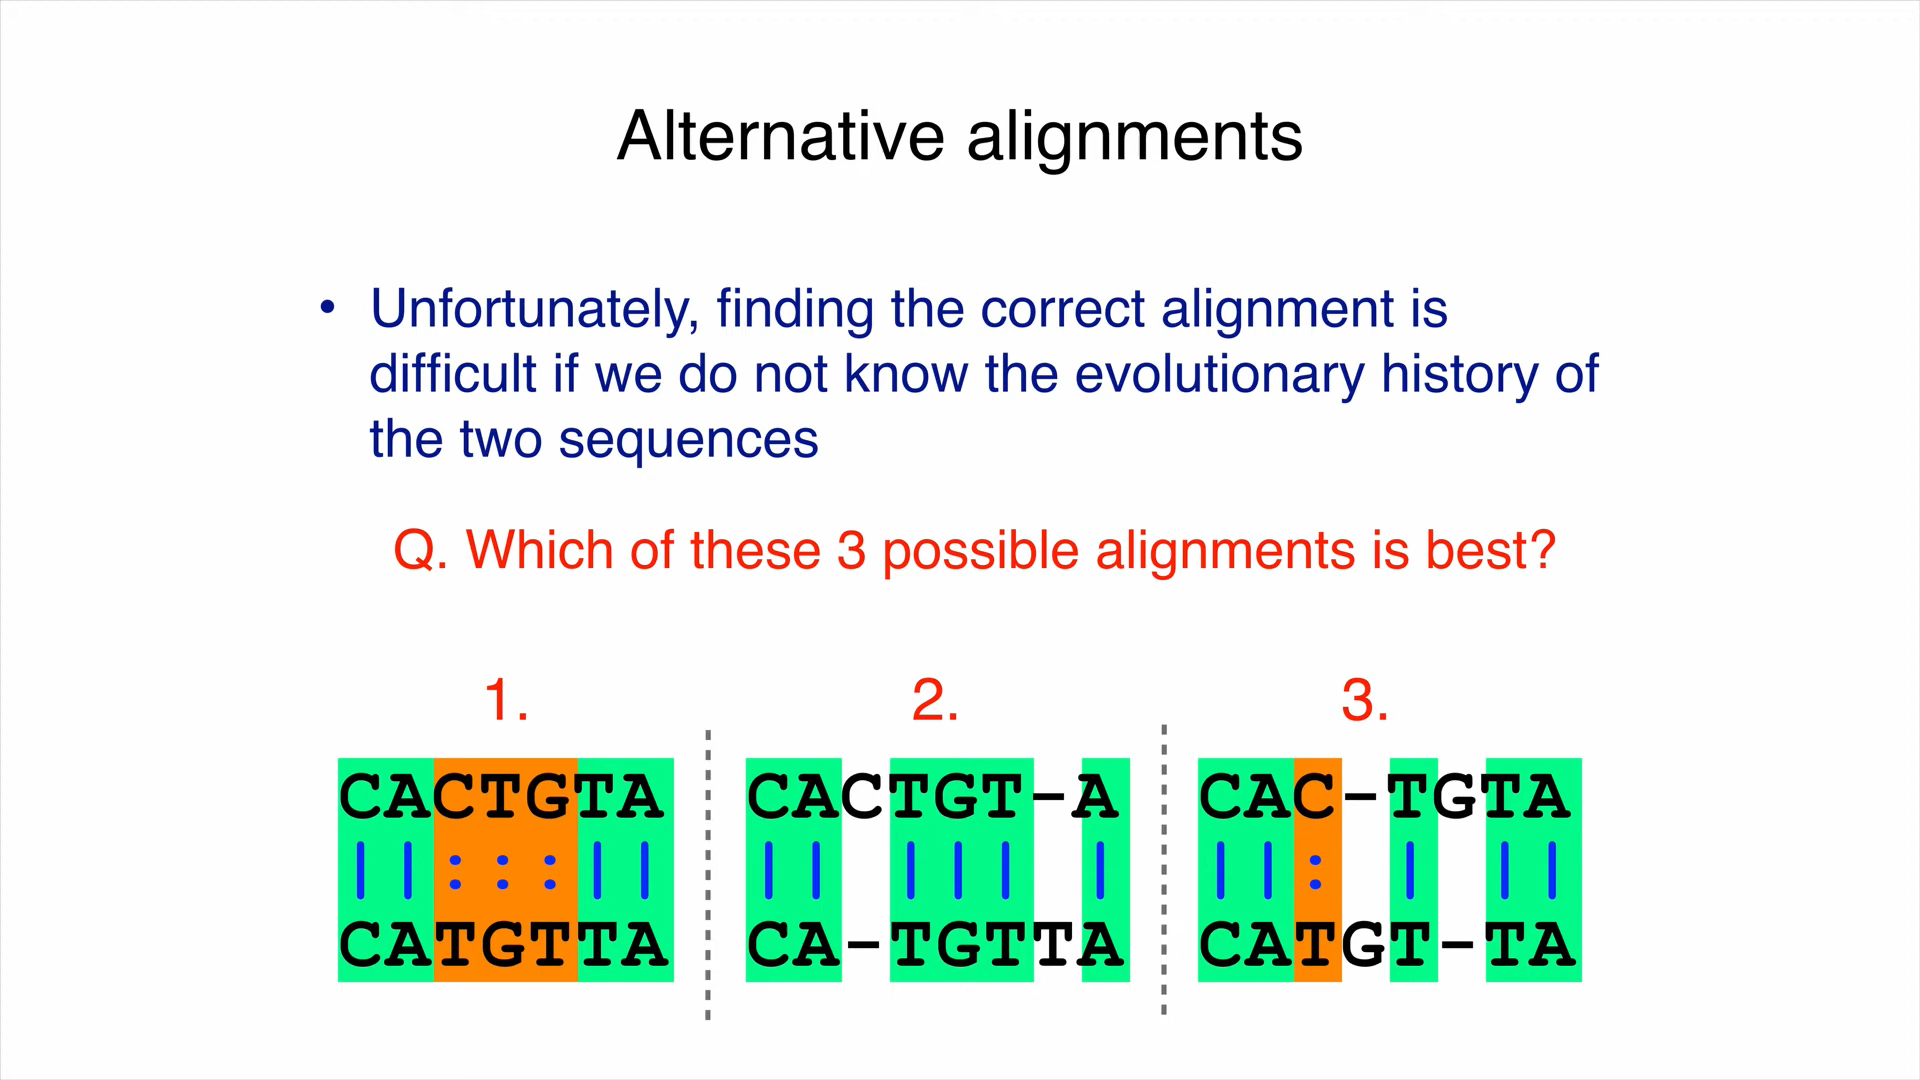 Alternative alignments
• Unfortunately, finding the correct alignment is
difficult if we do not know the evolutionary history of
the two sequences
Q. Which of these 3 possible alignments is best?
1. 2. 3.
CACTGTA CACTGT-A CAC-TGTA
||:::|| || ||| | ||: | ||
CATGTTA CA-TGTTA CATGT-TA